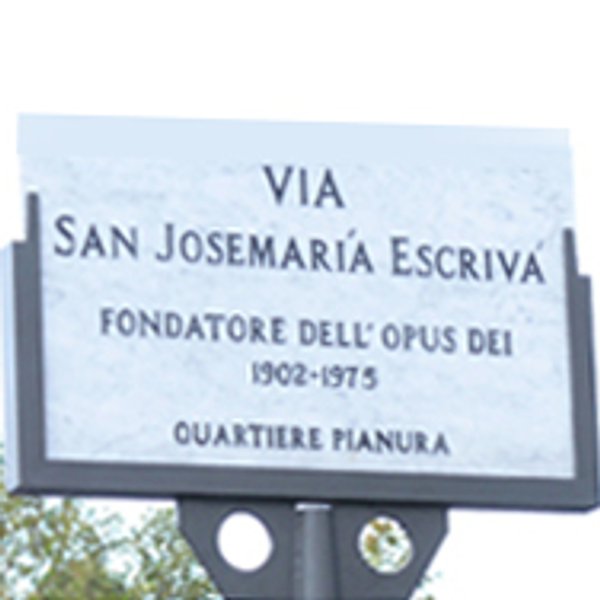 VIA
SAN JOSEMARÍA ESCRIVÁ
FONDATORE DELL' OPUS DEI
1902-1975
QUARTIERE PIANURA